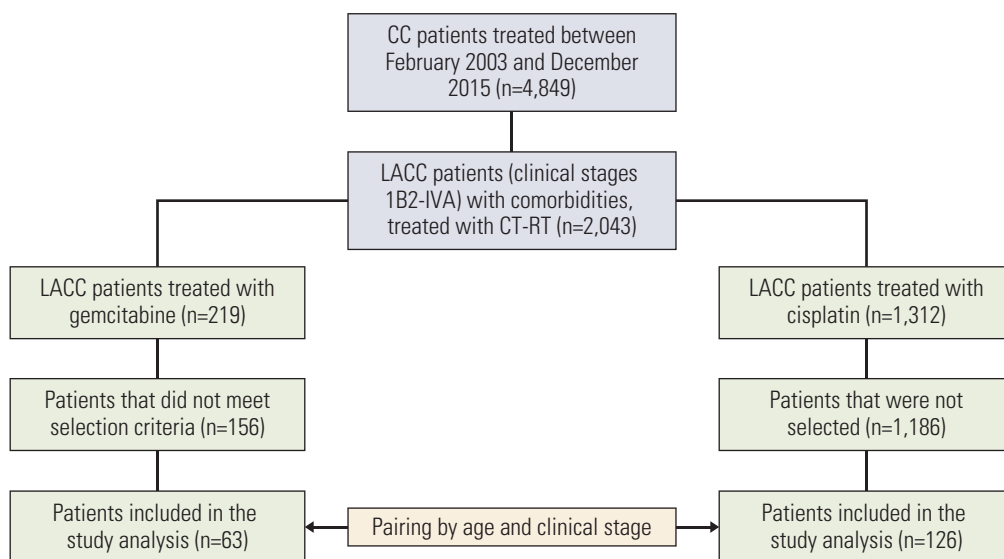 CC patients treated between
February 2003 and December
2015 (n=4,849)
LACC patients (clinical stages
1B2-IVA) with comorbidities,
treated with CT-RT (n=2,043)
LACC patients treated with
gemcitabine (n=219)
LACC patients treated with
cisplatin (n=1,312)
Patients that did not meet
selection criteria (n=156)
Patients that were not
selected (n=1,186)
Patients included in the
study analysis (n=63)
Pairing by age and clinical stage
Patients included in the
study analysis (n=126)